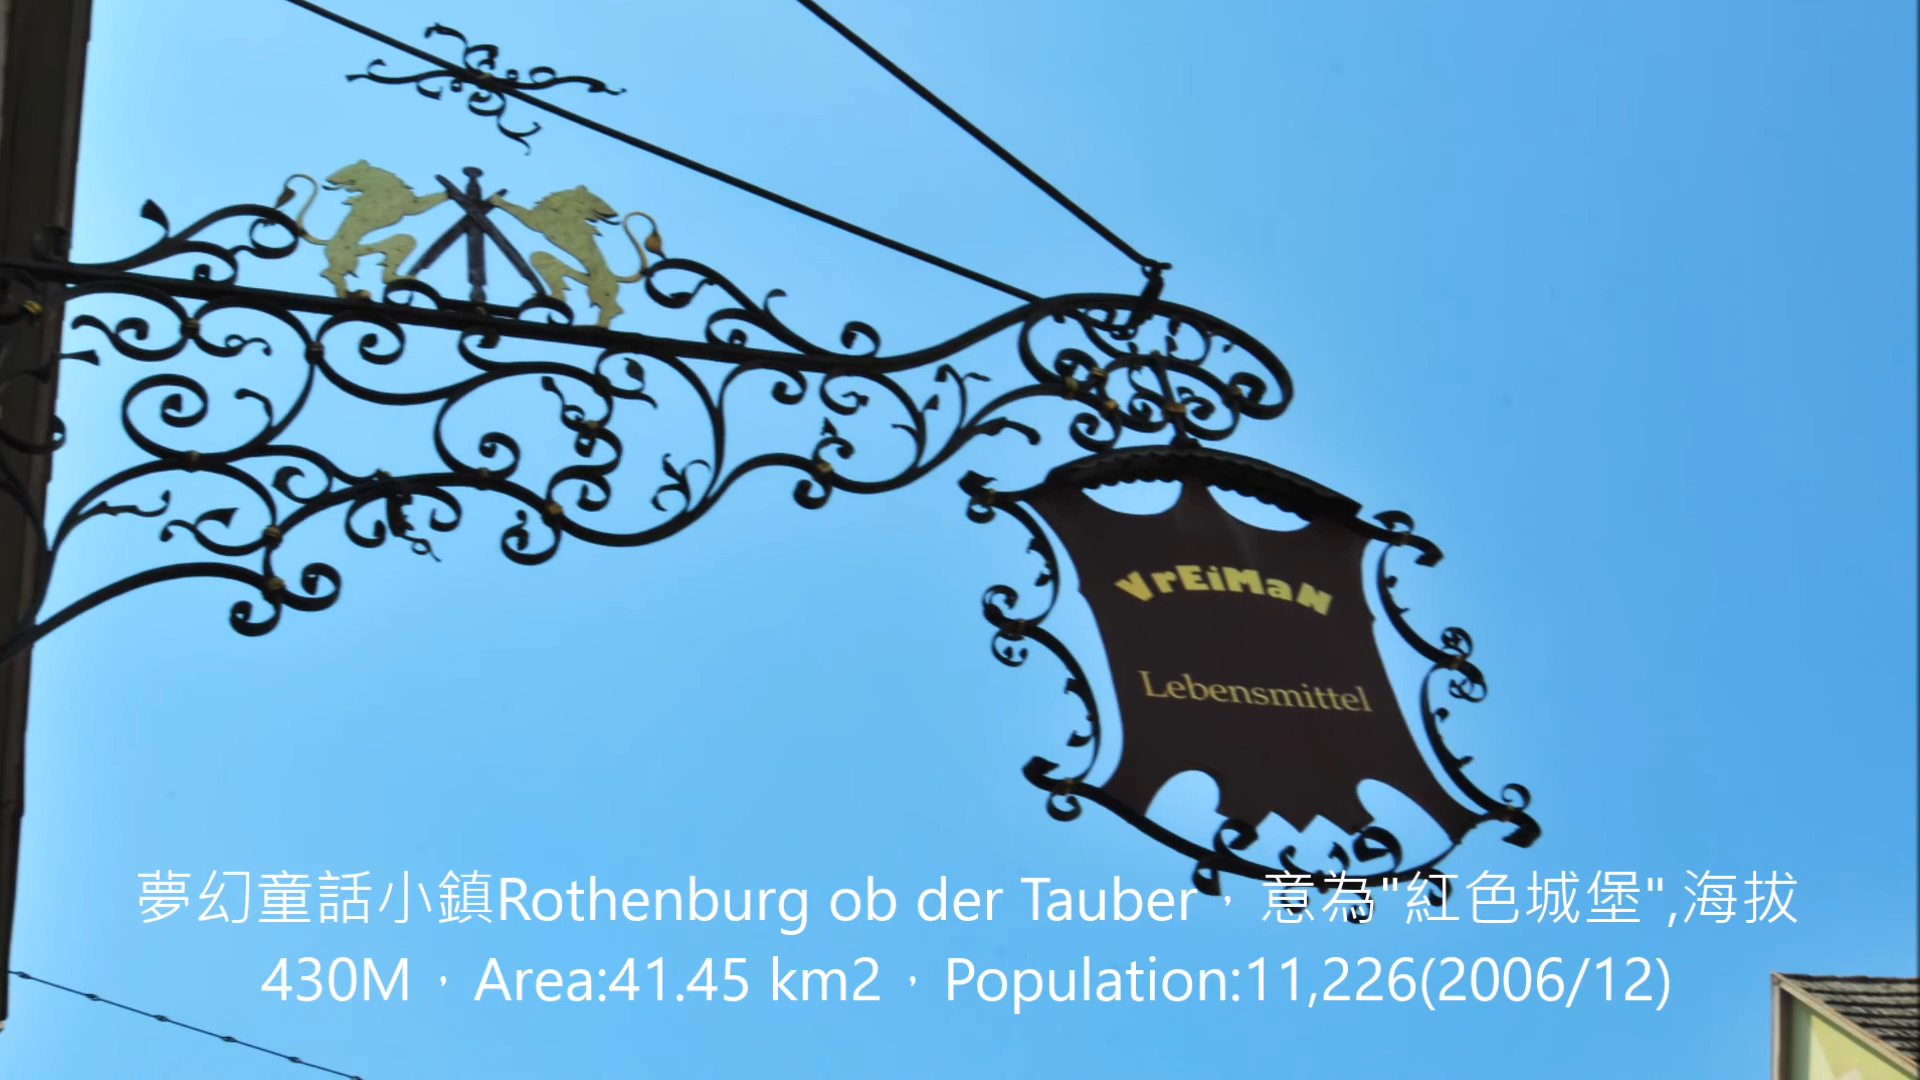 VrEiMaN
Lebensmittel
夢幻童話小鎮Rothenburg ob der Tauber，意為"紅色城堡",海拔
430M，Area:41.45 km2，Population:11,226(2006/12)